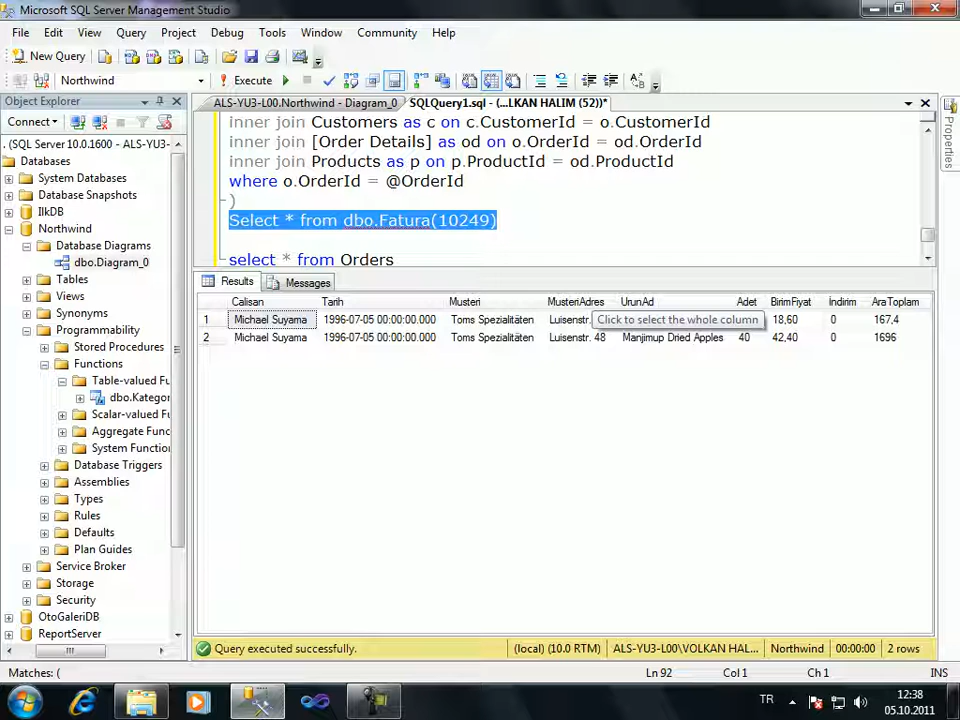 Microsoft SQL Server Management Studio
File Edit View Query Project Debug Tools Window Community Help
New Query
Northwind Execute
Object Explorer
ALS-YU3-L00.Northwind - Diagram_0 SQLQuery1.sql - (...LKAN HALIM (52))*
Connect
. (SQL Server 10.0.1600 - ALS-YU3
Databases
System Databases
Database Snapshots
IlkDB
Northwind
Database Diagrams
dbo.Diagram_0
Tables
Views
Synonyms
Programmability
Stored Procedures
Functions
Table-valued Fu
dbo.Kategor
Scalar-valued Fu
Aggregate Func
System Function
Database Triggers
Assemblies
Types
Rules
Defaults
Plan Guides
Service Broker
Storage
Security
OtoGaleriDB
ReportServer
inner join Customers as c on c.CustomerId = o.CustomerId
inner join [Order Details] as od on o.OrderId = od.OrderId
inner join Products as p on p.ProductId = od.ProductId
where o.OrderId = @OrderId
)
Select * from dbo.Fatura(10249)
select * from Orders
Results Messages
Calisan Tarih Musteri MusteriAdres UrunAd Adet BirimFiyat İndirim AraToplam
1 Michael Suyama 1996-07-05 00:00:00.000 Toms Spezialitäten Luisenstr. 18,60 0 167,4
Click to select the whole column
2 Michael Suyama 1996-07-05 00:00:00.000 Toms Spezialitäten Luisenstr. 48 Manjimup Dried Apples 40 42,40 0 1696
Properties
Query executed successfully. (local) (10.0 RTM) ALS-YU3-L00\VOLKAN HAL... Northwind 00:00:00 2 rows
Matches: ( Ln 92 Col 1 Ch 1 INS
TR 12:38
05.10.2011